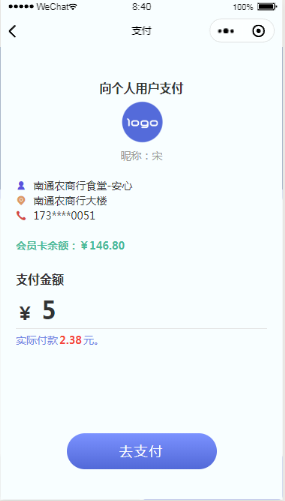 WeChat 8:40 100%
支付
向个人用户支付
logo
昵称：宋
南通农商行食堂-安心
南通农商行大楼
173****0051
会员卡余额：￥146.80
支付金额
￥ 5
实际付款2.38元。
去支付